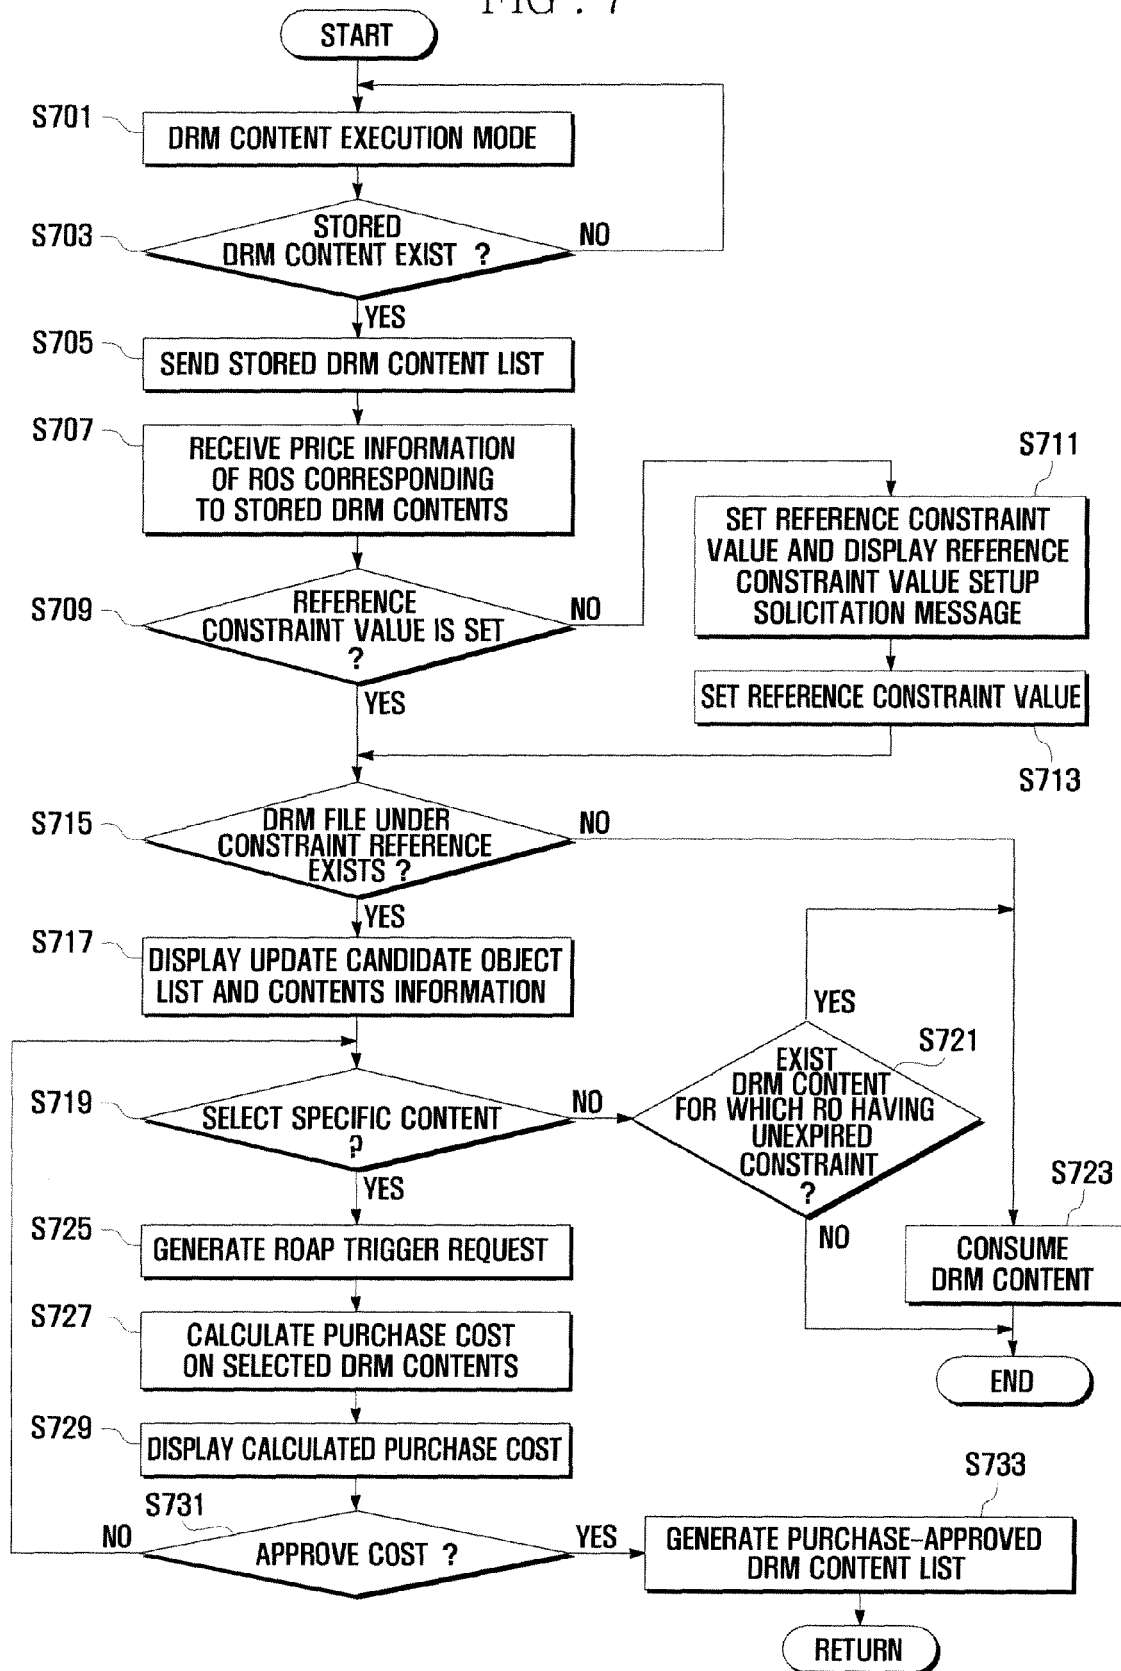 FIG . 7
START
S701
DRM CONTENT EXECUTION MODE
S703
STORED
DRM CONTENT EXIST ?
NO
YES
S705
SEND STORED DRM CONTENT LIST
S707
RECEIVE PRICE INFORMATION
OF ROS CORRESPONDING
TO STORED DRM CONTENTS
S711
SET REFERENCE CONSTRAINT
VALUE AND DISPLAY REFERENCE
CONSTRAINT VALUE SETUP
SOLICITATION MESSAGE
S709
REFERENCE
CONSTRAINT VALUE IS SET
?
NO
YES
SET REFERENCE CONSTRAINT VALUE
S713
S715
DRM FILE UNDER
CONSTRAINT REFERENCE
EXISTS ?
NO
YES
S717
DISPLAY UPDATE CANDIDATE OBJECT
LIST AND CONTENTS INFORMATION
YES
S721
EXIST
DRM CONTENT
FOR WHICH RO HAVING
UNEXPIRED
CONSTRAINT
?
NO
S719
SELECT SPECIFIC CONTENT
?
NO
YES
S723
CONSUME
DRM CONTENT
END
S725
GENERATE ROAP TRIGGER REQUEST
S727
CALCULATE PURCHASE COST
ON SELECTED DRM CONTENTS
S729
DISPLAY CALCULATED PURCHASE COST
S731
NO
APPROVE COST ?
YES
S733
GENERATE PURCHASE-APPROVED
DRM CONTENT LIST
RETURN